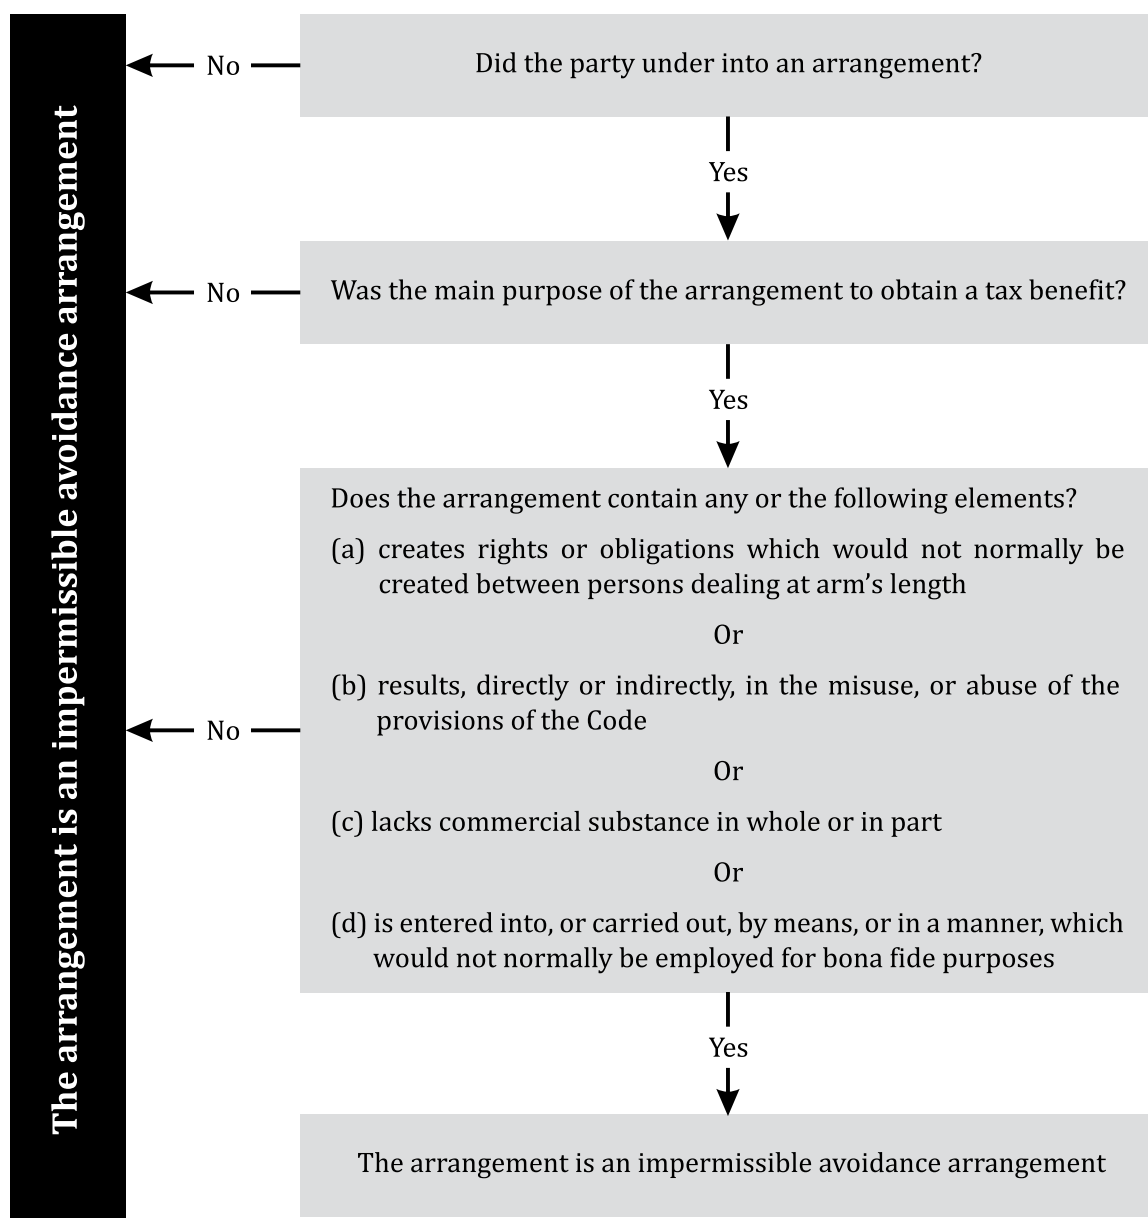 The arrangement is an impermissible avoidance arrangement
Did the party under into an arrangement?
No
Yes
Was the main purpose of the arrangement to obtain a tax benefit?
No
Yes
Does the arrangement contain any or the following elements?
(a) creates rights or obligations which would not normally be
created between persons dealing at arm’s length
Or
(b) results, directly or indirectly, in the misuse, or abuse of the
provisions of the Code
No
Or
(c) lacks commercial substance in whole or in part
Or
(d) is entered into, or carried out, by means, or in a manner, which
would not normally be employed for bona fide purposes
Yes
The arrangement is an impermissible avoidance arrangement